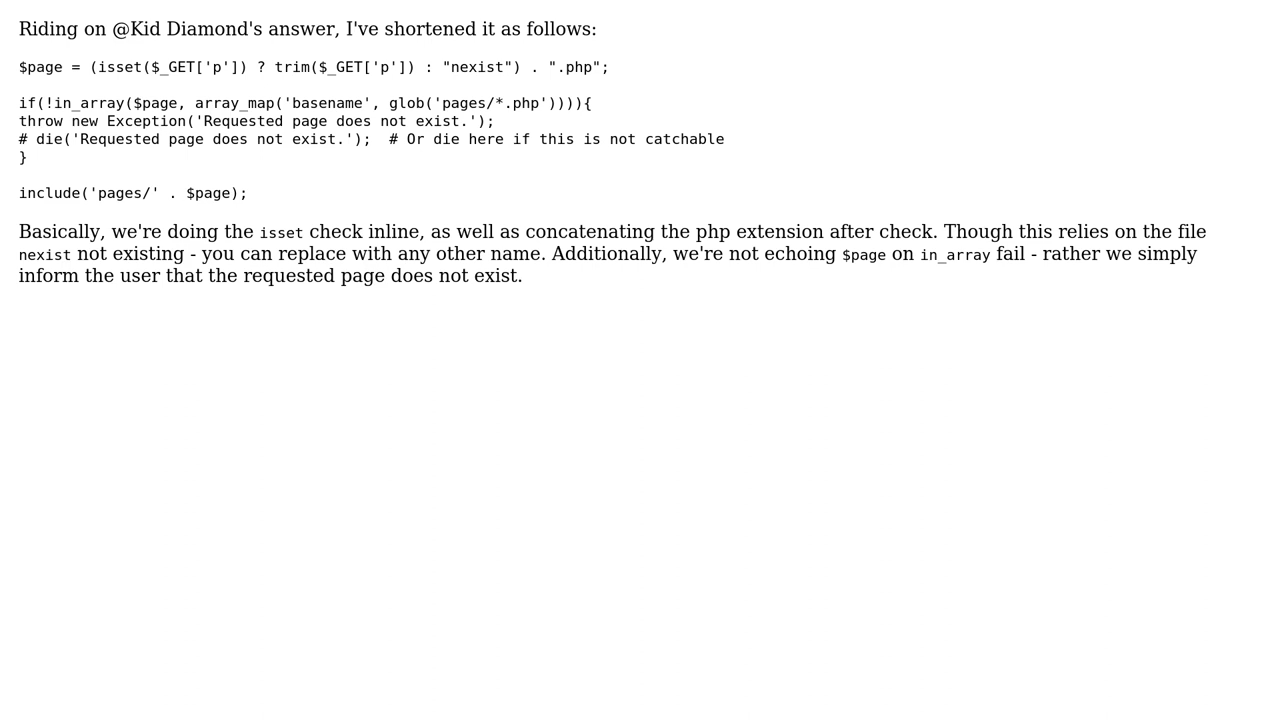 Riding on @Kid Diamond's answer, I've shortened it as follows:
$page = (isset($_GET['p']) ? trim($_GET['p']) : "nexist") . ".php";
if(!in_array($page, array_map('basename', glob('pages/*.php')))){
throw new Exception('Requested page does not exist.');
# die('Requested page does not exist.');  # Or die here if this is not catchable
}
include('pages/' . $page);
Basically, we're doing the isset check inline, as well as concatenating the php extension after check. Though this relies on the file
nexist not existing - you can replace with any other name. Additionally, we're not echoing $page on in_array fail - rather we simply
inform the user that the requested page does not exist.